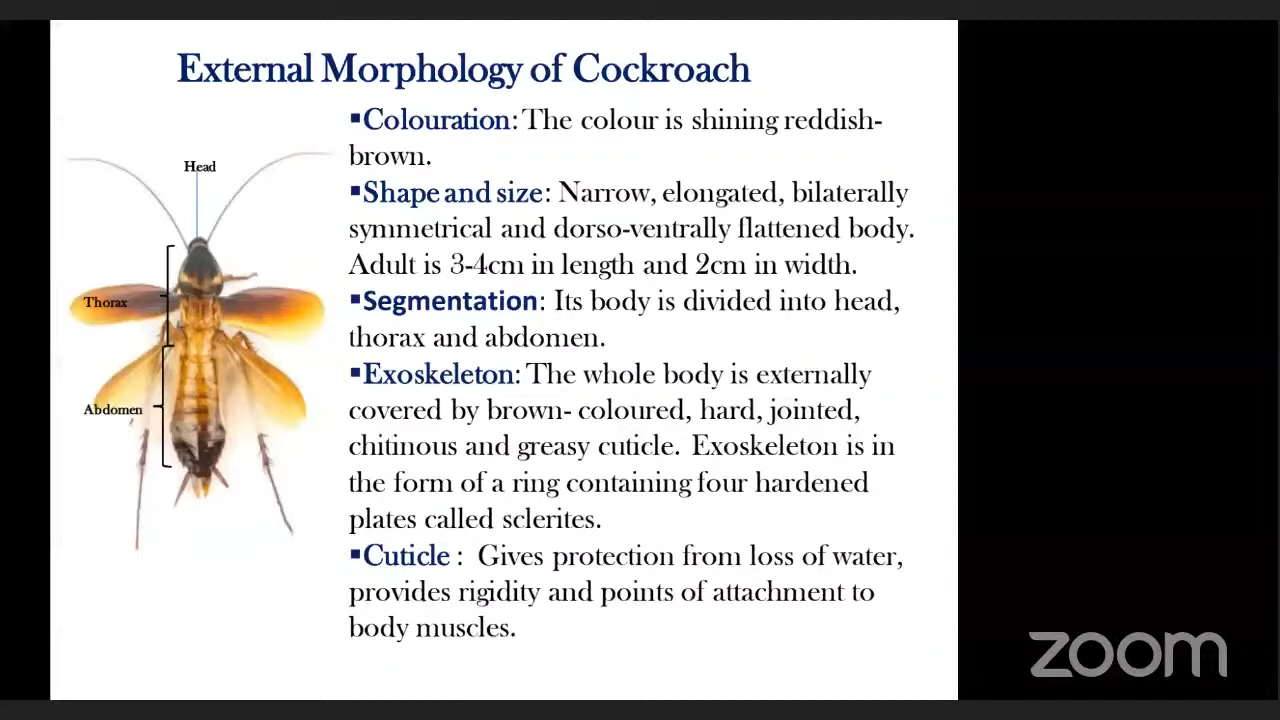 External Morphology of Cockroach
▪Colouration: The colour is shining reddish-
brown.
▪Shape and size: Narrow, elongated, bilaterally
symmetrical and dorso-ventrally flattened body.
Adult is 3-4cm in length and 2cm in width.
▪Segmentation: Its body is divided into head,
thorax and abdomen.
▪Exoskeleton: The whole body is externally
covered by brown- coloured, hard, jointed,
chitinous and greasy cuticle. Exoskeleton is in
the form of a ring containing four hardened
plates called sclerites.
▪Cuticle : Gives protection from loss of water,
provides rigidity and points of attachment to
body muscles.
Head
Thorax
Abdomen
zoom